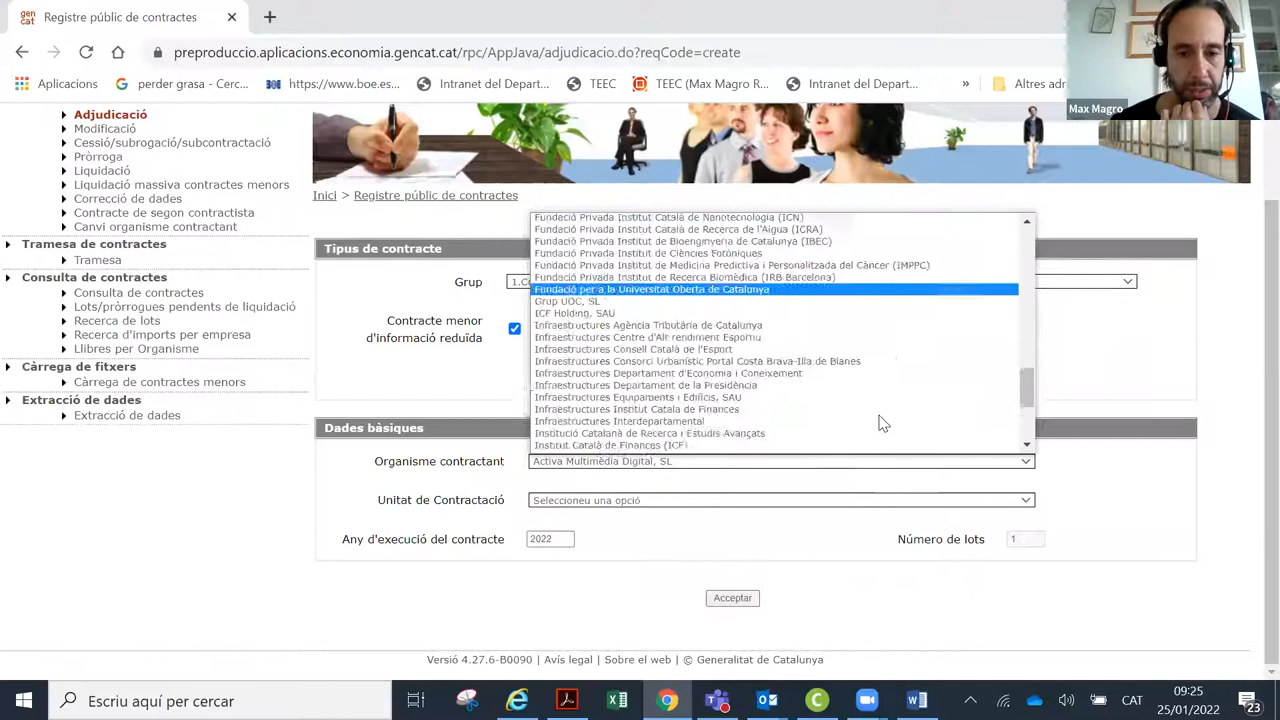 Registre públic de contractes
preproduccio.aplicacions.economia.gencat.cat/rpc/AppJava/adjudicacio.do?reqCode=create
Aplicacions
perder grasa - Cerc...
https://www.boe.es...
Intranet del Depart...
TEEC
TEEC (Max Magro R...
Intranet del Depart...
»
Altres adr
Max Magro
Adjudicació
Modificació
Cessió/subrogació/subcontractació
Pròrroga
Liquidació
Liquidació massiva contractes menors
Correcció de dades
Contracte de segon contractista
Canvi organisme contractant
Tramesa de contractes
Tramesa
Consulta de contractes
Consulta de contractes
Lots/pròrrogues pendents de liquidació
Recerca de lots
Recerca d'imports per empresa
Llibres per Organisme
Càrrega de fitxers
Càrrega de contractes menors
Extracció de dades
Extracció de dades
Inici > Registre públic de contractes
Tipus de contracte
Grup
Contracte menor
d'informació reduïda
Fundació Privada Institut Català de Nanotecnologia (ICN)
Fundació Privada Institut Català de Recerca de l'Aigua (ICRA)
Fundació Privada Institut de Bioenginyeria de Catalunya (IBEC)
Fundació Privada Institut de Ciències Fotòniques
Fundació Privada Institut de Medicina Predictiva i Personalitzada del Càncer (IMPPC)
Fundació Privada Institut de Recerca Biomèdica (IRB Barcelona)
Fundació per a la Universitat Oberta de Catalunya
Grup UOC, SL
ICF Holding, SAU
Infraestructures Agència Tributària de Catalunya
Infraestructures Centre d'Alt rendiment Esportiu
Infraestructures Consell Català de l'Esport
Infraestructures Consorci Urbanístic Portal Costa Brava-Illa de Blanes
Infraestructures Departament d'Economia i Coneixement
Infraestructures Departament de la Presidència
Infraestructures Equipaments i Edificis, SAU
Infraestructures Institut Català de Finances
Infraestructures Interdepartamental
Institució Catalana de Recerca i Estudis Avançats
Institut Català de Finances (ICF)
Dades bàsiques
Organisme contractant
Activa Multimèdia Digital, SL
Unitat de Contractació
Seleccioneu una opció
Any d'execució del contracte
2022
Número de lots
1
Acceptar
Versió 4.27.6-B0090 | Avís legal | Sobre el web | © Generalitat de Catalunya
Escriu aquí per cercar
CAT
09:25
25/01/2022
23